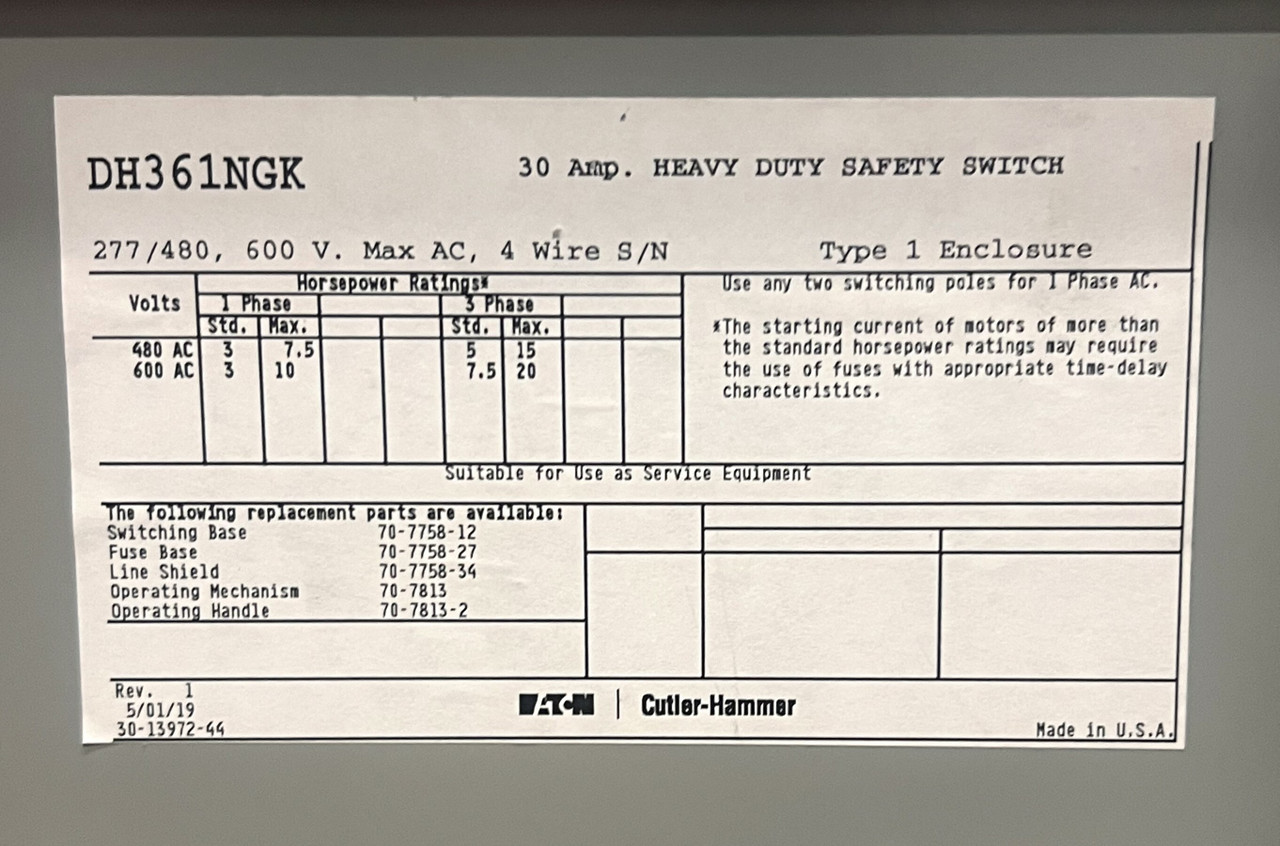 DH361NGK 30 Amp. HEAVY DUTY SAFETY SWITCH
277/480, 600 V. Max AC, 4 Wire S/N Type 1 Enclosure
Horsepower Ratings*
Volts 1 Phase 3 Phase
Std. Max. Std. Max.
480 AC 3 7.5 5 15
600 AC 3 10 7.5 20
Use any two switching poles for 1 Phase AC.
*The starting current of motors of more than
the standard horsepower ratings may require
the use of fuses with appropriate time-delay
characteristics.
Suitable for Use as Service Equipment
The following replacement parts are available:
Switching Base 70-7758-12
Fuse Base 70-7758-27
Line Shield 70-7758-34
Operating Mechanism 70-7813
Operating Handle 70-7813-2
Rev. 1
5/01/19
30-13972-44
EATON | Cutler-Hammer
Made in U.S.A.